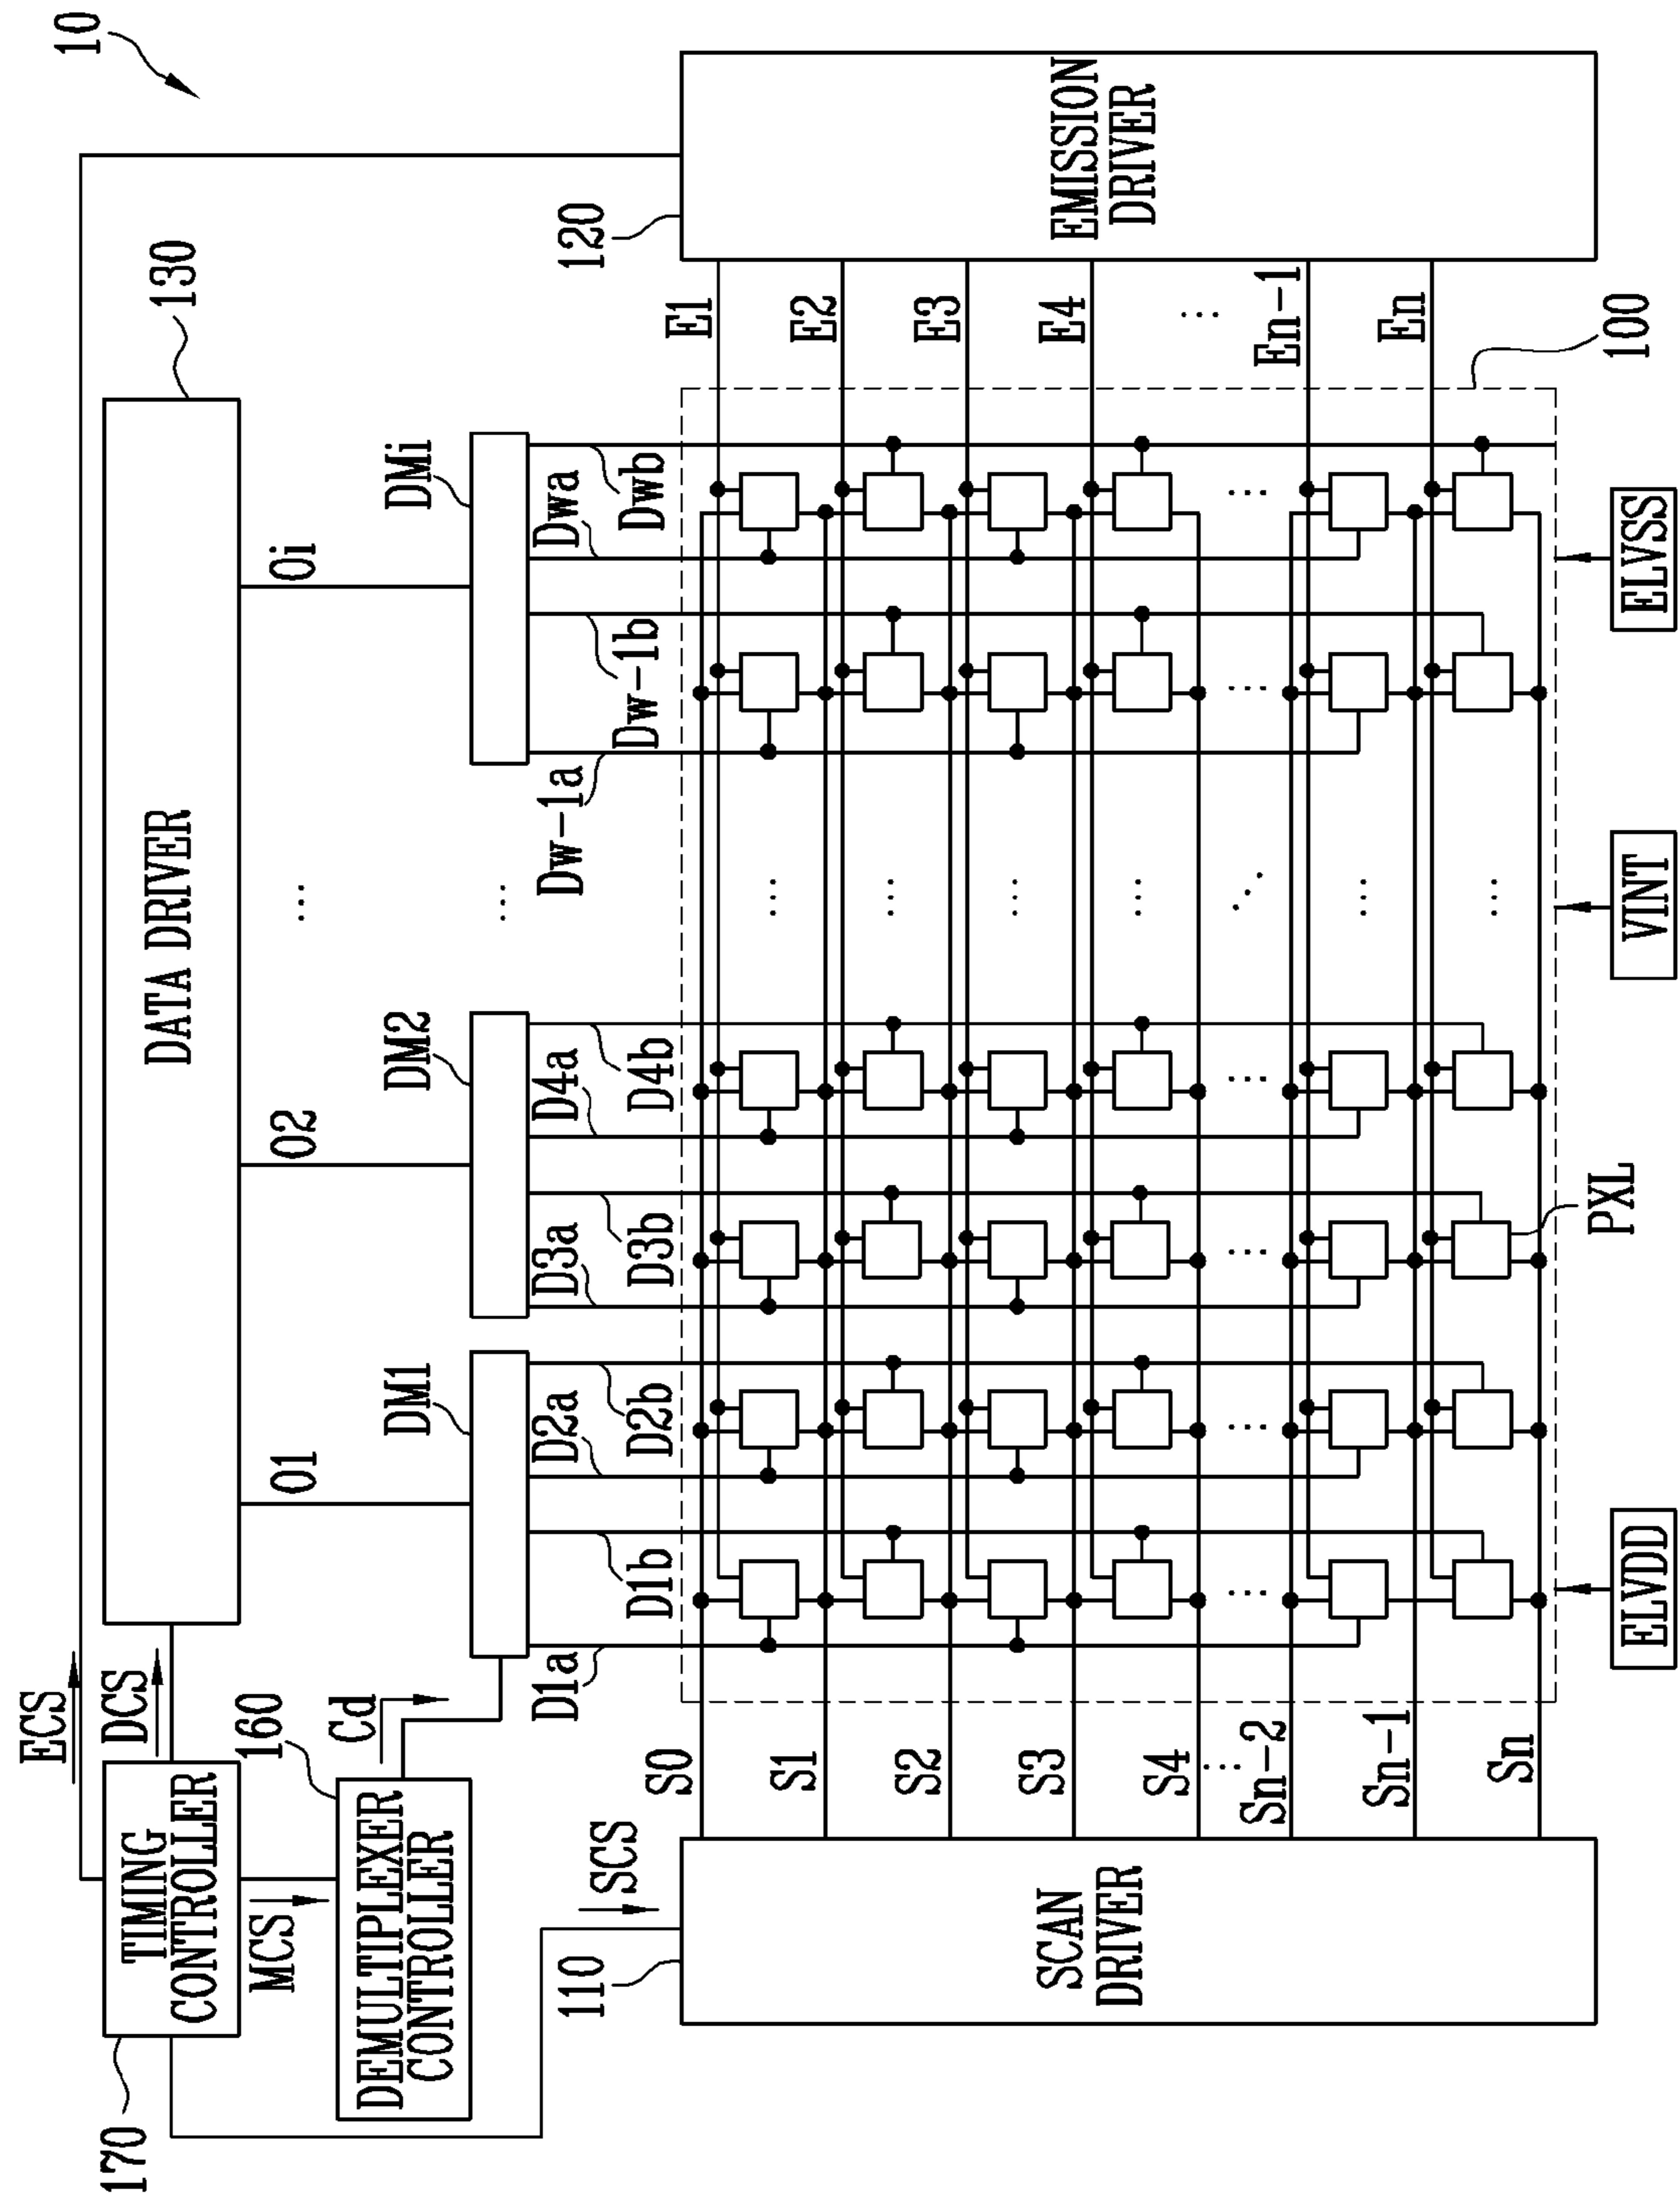 10
ECS
DCS
TIMING
CONTROLLER
170
DATA DRIVER
130
MCS
160
DEMULTIPLEXER
CONTROLLER
Cd
O1
O2
...
Oi
DM1
DM2
...
DMi
D1a
D1b
D2a
D2b
D3a
D3b
D4a
D4b
Dw-1a
Dw-1b
Dwa
Dwb
SCS
110
SCAN
DRIVER
120
EMISSION
DRIVER
S0
S1
S2
S3
S4
...
Sn-2
Sn-1
Sn
E1
E2
E3
E4
...
En-1
En
100
PXL
ELVDD
VINT
ELVSS